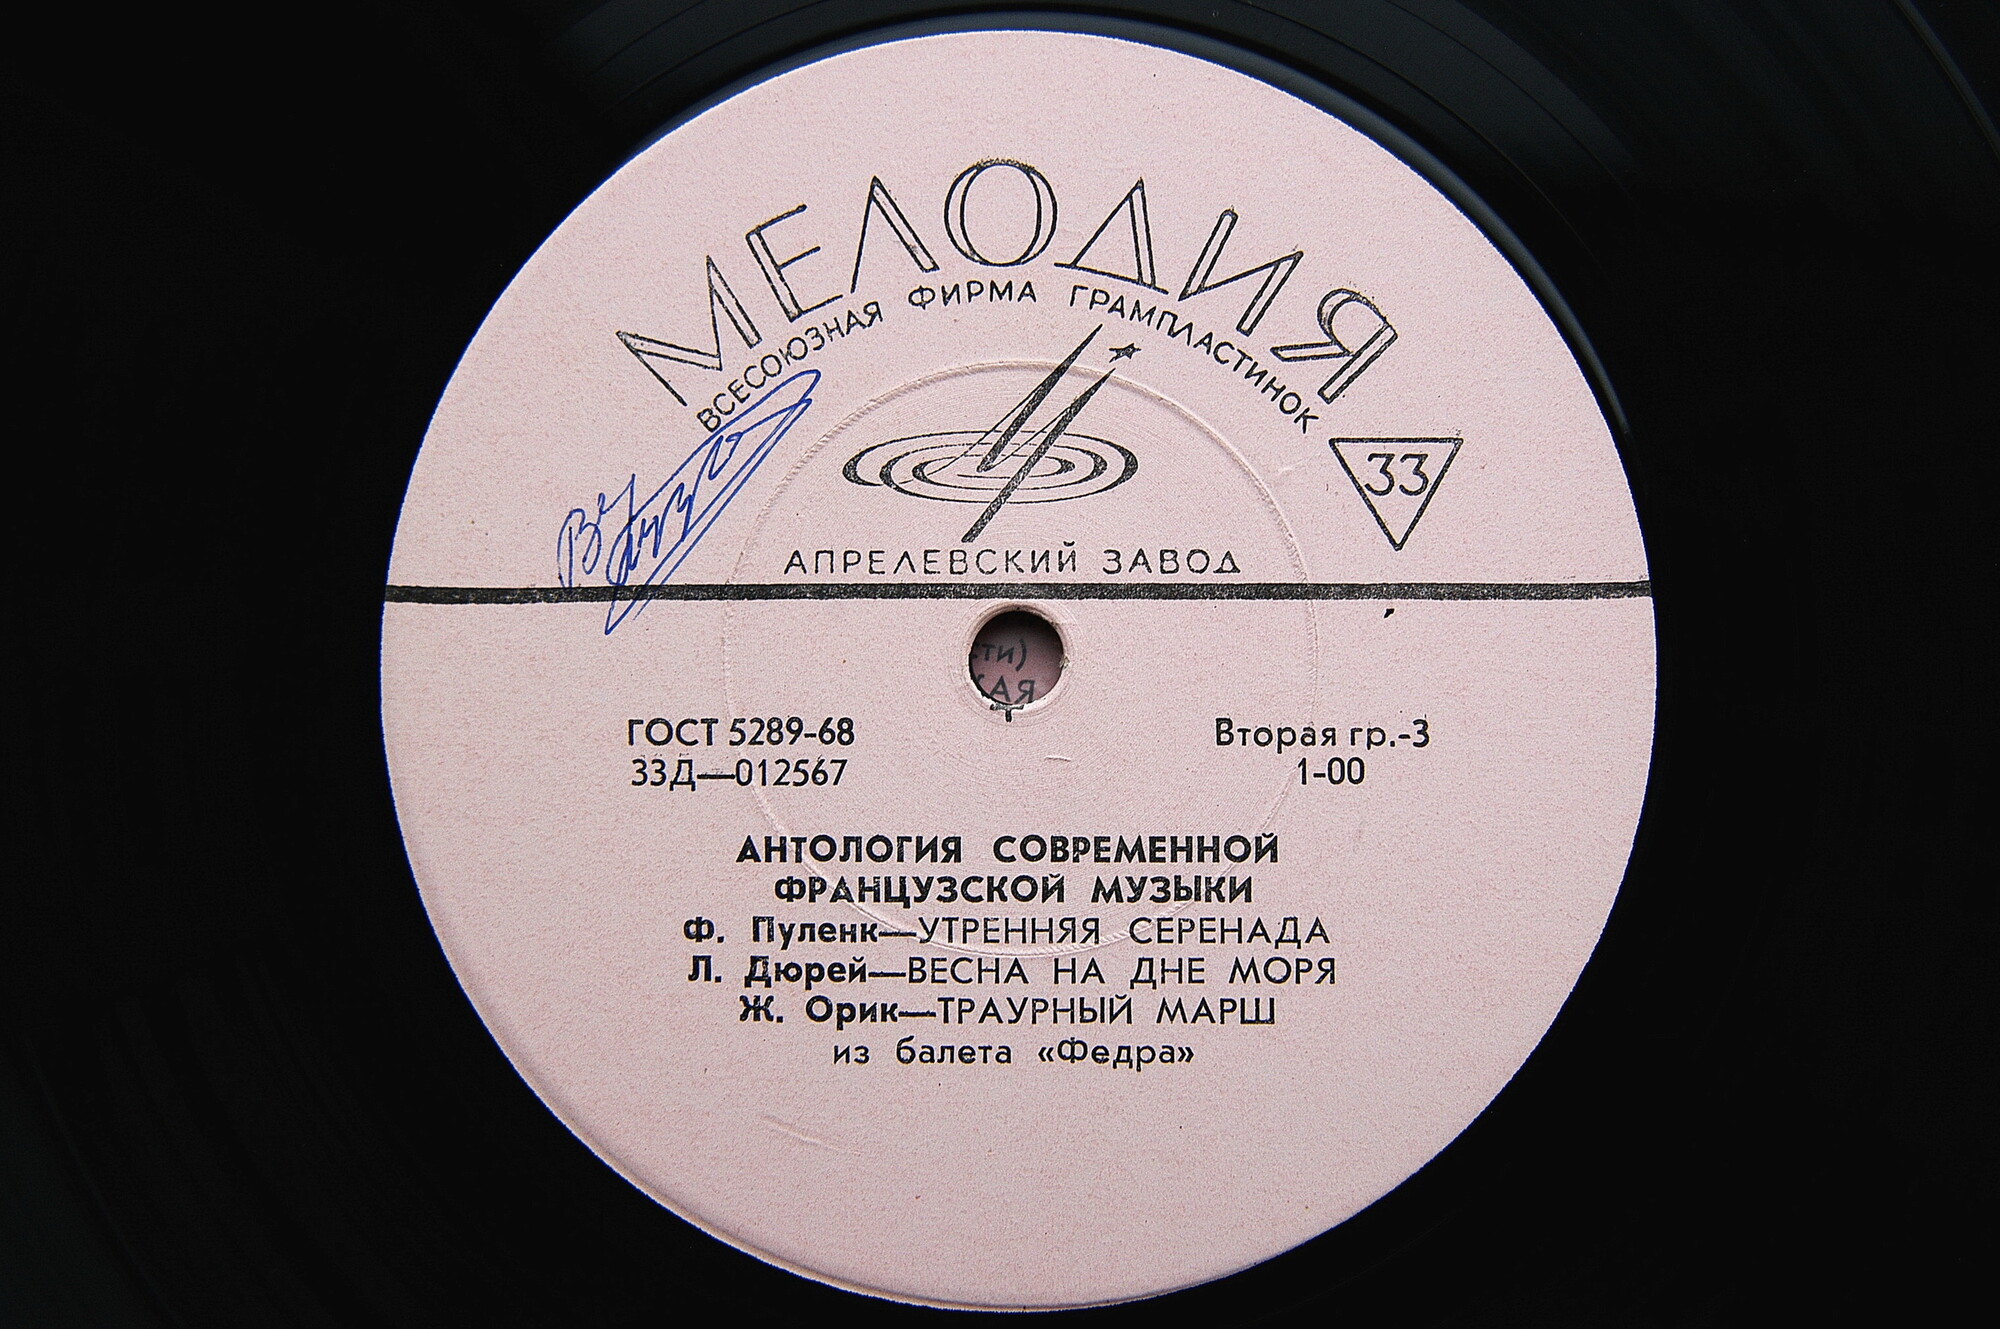 МЕЛОДИЯ
ВСЕСОЮЗНАЯ ФИРМА ГРАМПЛАСТИНОК
33
АПРЕЛЕВСКИЙ ЗАВОД
ГОСТ 5289-68
Вторая гр.-3
33Д—012567
1-00
АНТОЛОГИЯ СОВРЕМЕННОЙ
ФРАНЦУЗСКОЙ МУЗЫКИ
Ф. Пуленк—УТРЕННЯЯ СЕРЕНАДА
Л. Дюрей—ВЕСНА НА ДНЕ МОРЯ
Ж. Орик—ТРАУРНЫЙ МАРШ
из балета «Федра»